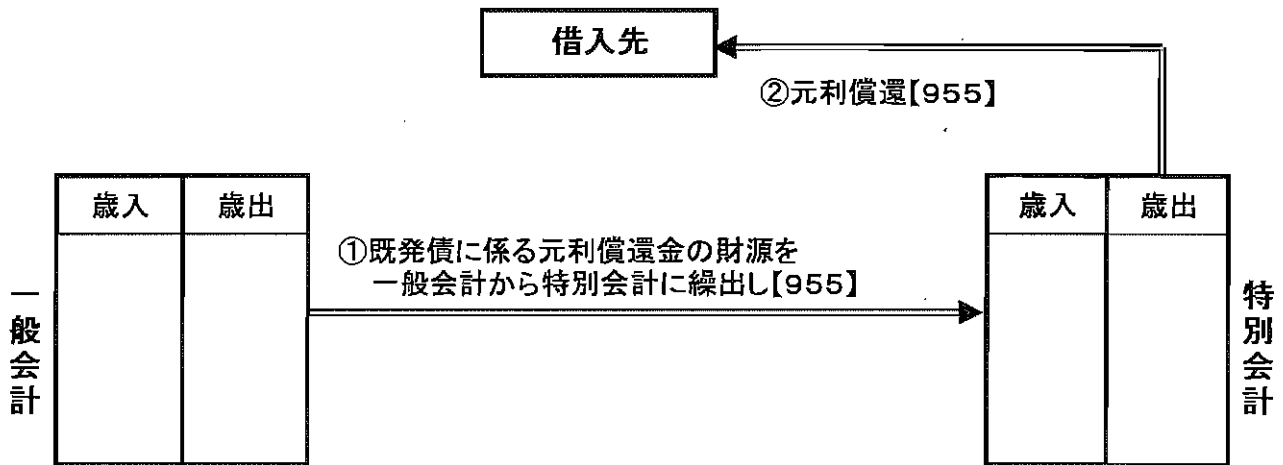 借入先
②元利償還【955】
歳入
歳出
歳入
歳出
①既発債に係る元利償還金の財源を
一般会計から特別会計に繰出し【955】
一般会計
特別会計